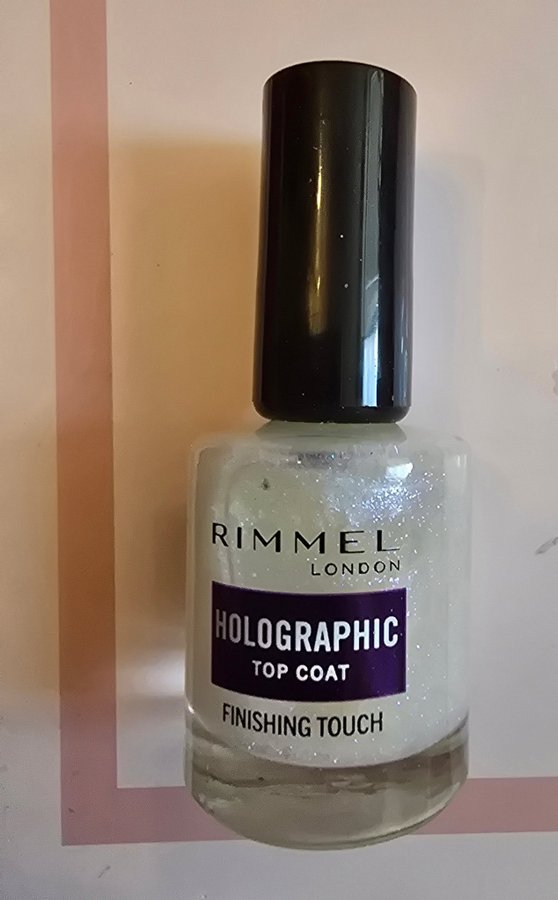 RIMMEL
LONDON
HOLOGRAPHIC
TOP COAT
FINISHING TOUCH